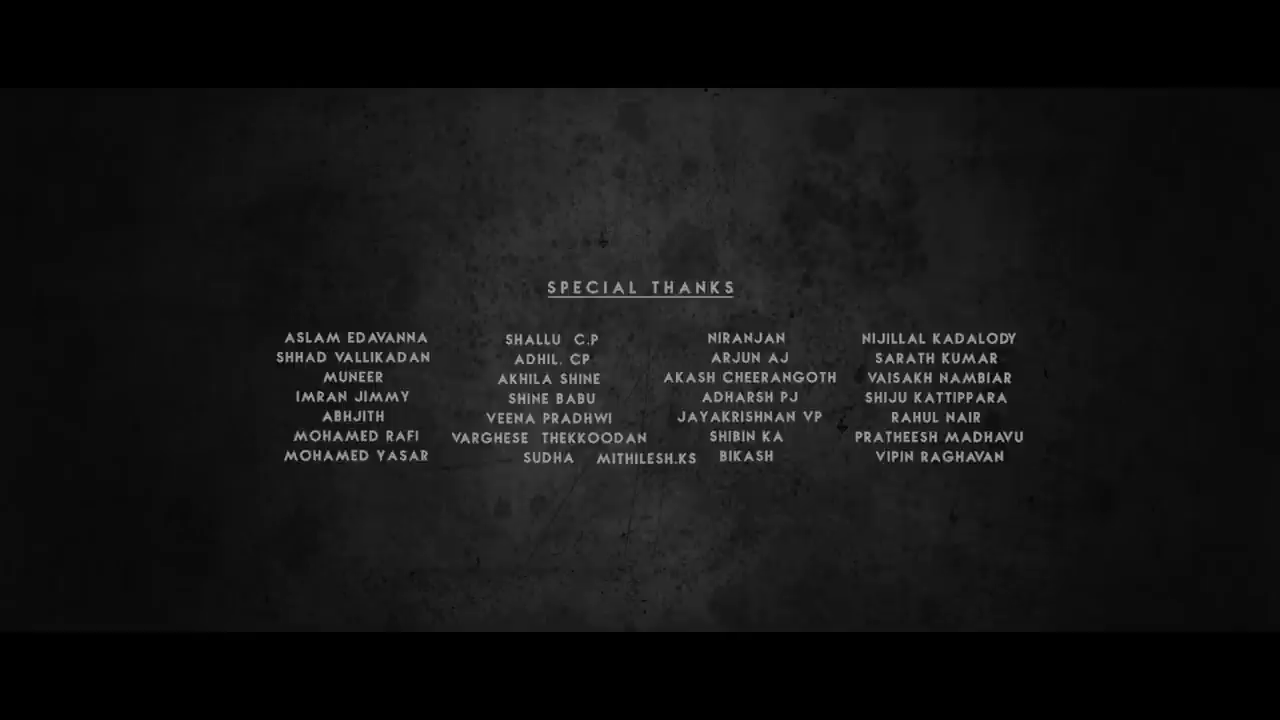 SPECIAL THANKS
ASLAM EDAVANNA
SHHAD VALLIKADAN
MUNEER
IMRAN JIMMY
ABHJITH
MOHAMED RAFI
MOHAMED YASAR
SHALLU C.P
ADHIL. CP
AKHILA SHINE
SHINE BABU
VEENA PRADHWI
VARGHESE THEKKOODAN
SUDHA MITHILESH.KS
NIRANJAN
ARJUN AJ
AKASH CHEERANGOTH
ADHARSH PJ
JAYAKRISHNAN VP
SHIBIN KA
BIKASH
NIJILLAL KADALODY
SARATH KUMAR
VAISAKH NAMBIAR
SHIJU KATTIPPARA
RAHUL NAIR
PRATHEESH MADHAVU
VIPIN RAGHAVAN